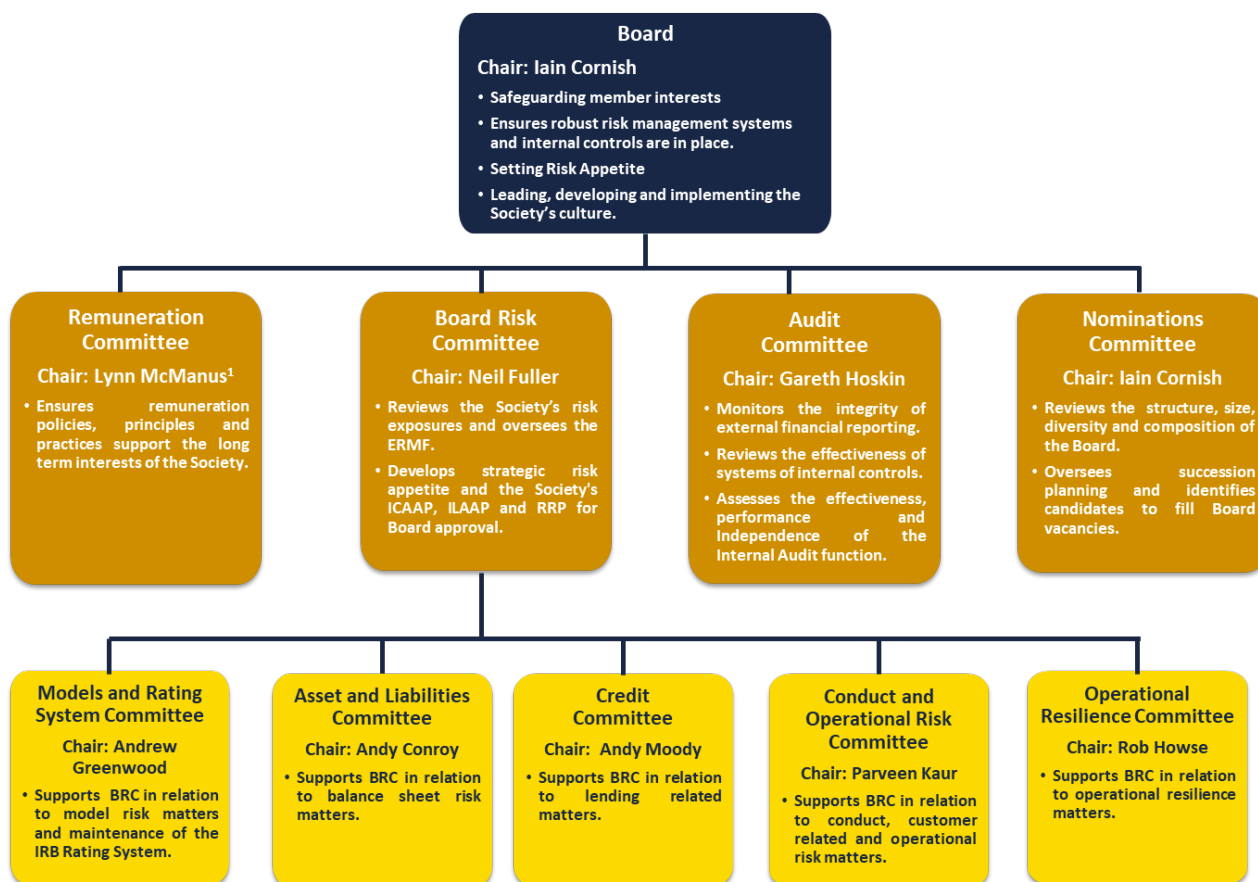 Board
Chair: Iain Cornish
• Safeguarding member interests
• Ensures robust risk management systems
and internal controls are in place.
• Setting Risk Appetite
• Leading, developing and implementing the
Society's culture.
Remuneration
Committee
Chair: Lynn McManus¹
• Ensures remuneration
policies, principles and
practices support the long
term interests of the Society.
Board Risk
Committee
Chair: Neil Fuller
• Reviews the Society's risk
exposures and oversees the
ERMF.
• Develops strategic risk
appetite and the Society's
ICAAP, ILAAP and RRP for
Board approval.
Audit
Committee
Chair: Gareth Hoskin
• Monitors the integrity of
external financial reporting.
• Reviews the effectiveness of
systems of internal controls.
• Assesses the effectiveness,
performance and
Independence of the
Internal Audit function.
Nominations
Committee
Chair: Iain Cornish
• Reviews the structure, size,
diversity and composition of
the Board.
• Oversees succession
planning and identifies
candidates to fill Board
vacancies.
Models and Rating
System Committee
Chair: Andrew
Greenwood
• Supports BRC in relation
to model risk matters
and maintenance of the
IRB Rating System.
Asset and Liabilities
Committee
Chair: Andy Conroy
• Supports BRC in relation
to balance sheet risk
matters.
Credit
Committee
Chair: Andy Moody
• Supports BRC in relation
to lending related
matters.
Conduct and
Operational Risk
Committee
Chair: Parveen Kaur
• Supports BRC in relation
to conduct, customer
related and operational
risk matters.
Operational
Resilience Committee
Chair: Rob Howse
• Supports BRC in relation
to operational resilience
matters.